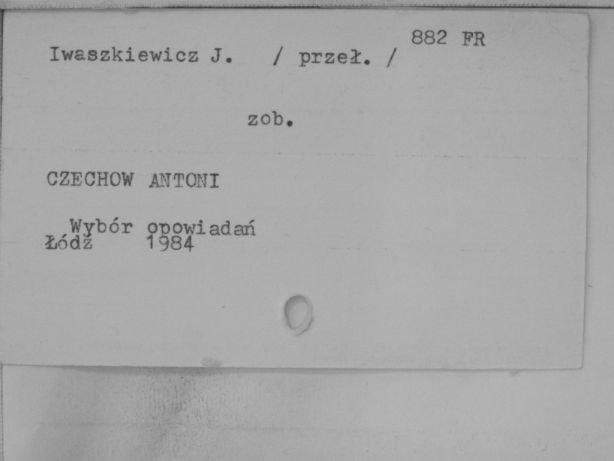 882 FR
Iwaszkiewicz J. / przeł. /
zob.
CZECHOW ANTONI
Wybór opowiadań
Łódź 1984